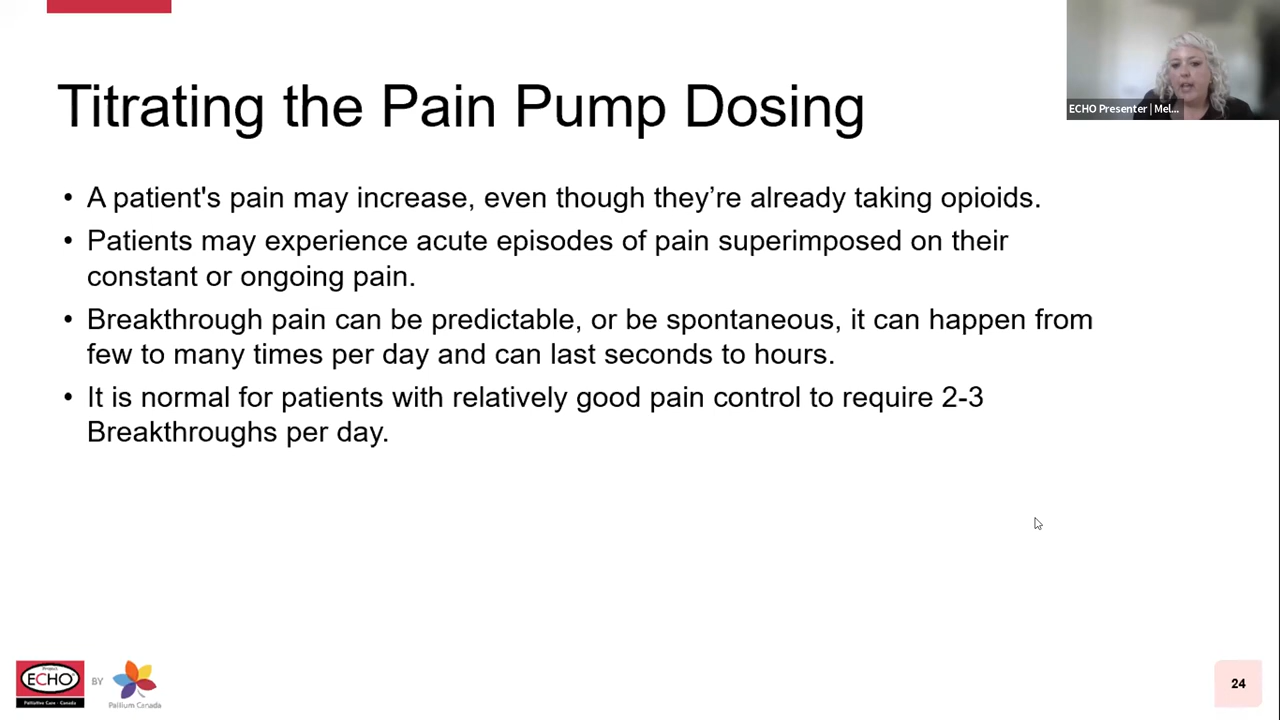 ECHO Presenter | Mel...
Titrating the Pain Pump Dosing
• A patient's pain may increase, even though they’re already taking opioids.
• Patients may experience acute episodes of pain superimposed on their
constant or ongoing pain.
• Breakthrough pain can be predictable, or be spontaneous, it can happen from
few to many times per day and can last seconds to hours.
• It is normal for patients with relatively good pain control to require 2-3
Breakthroughs per day.
Project
ECHO
Palliative Care - Canada
BY
Pallium Canada
24